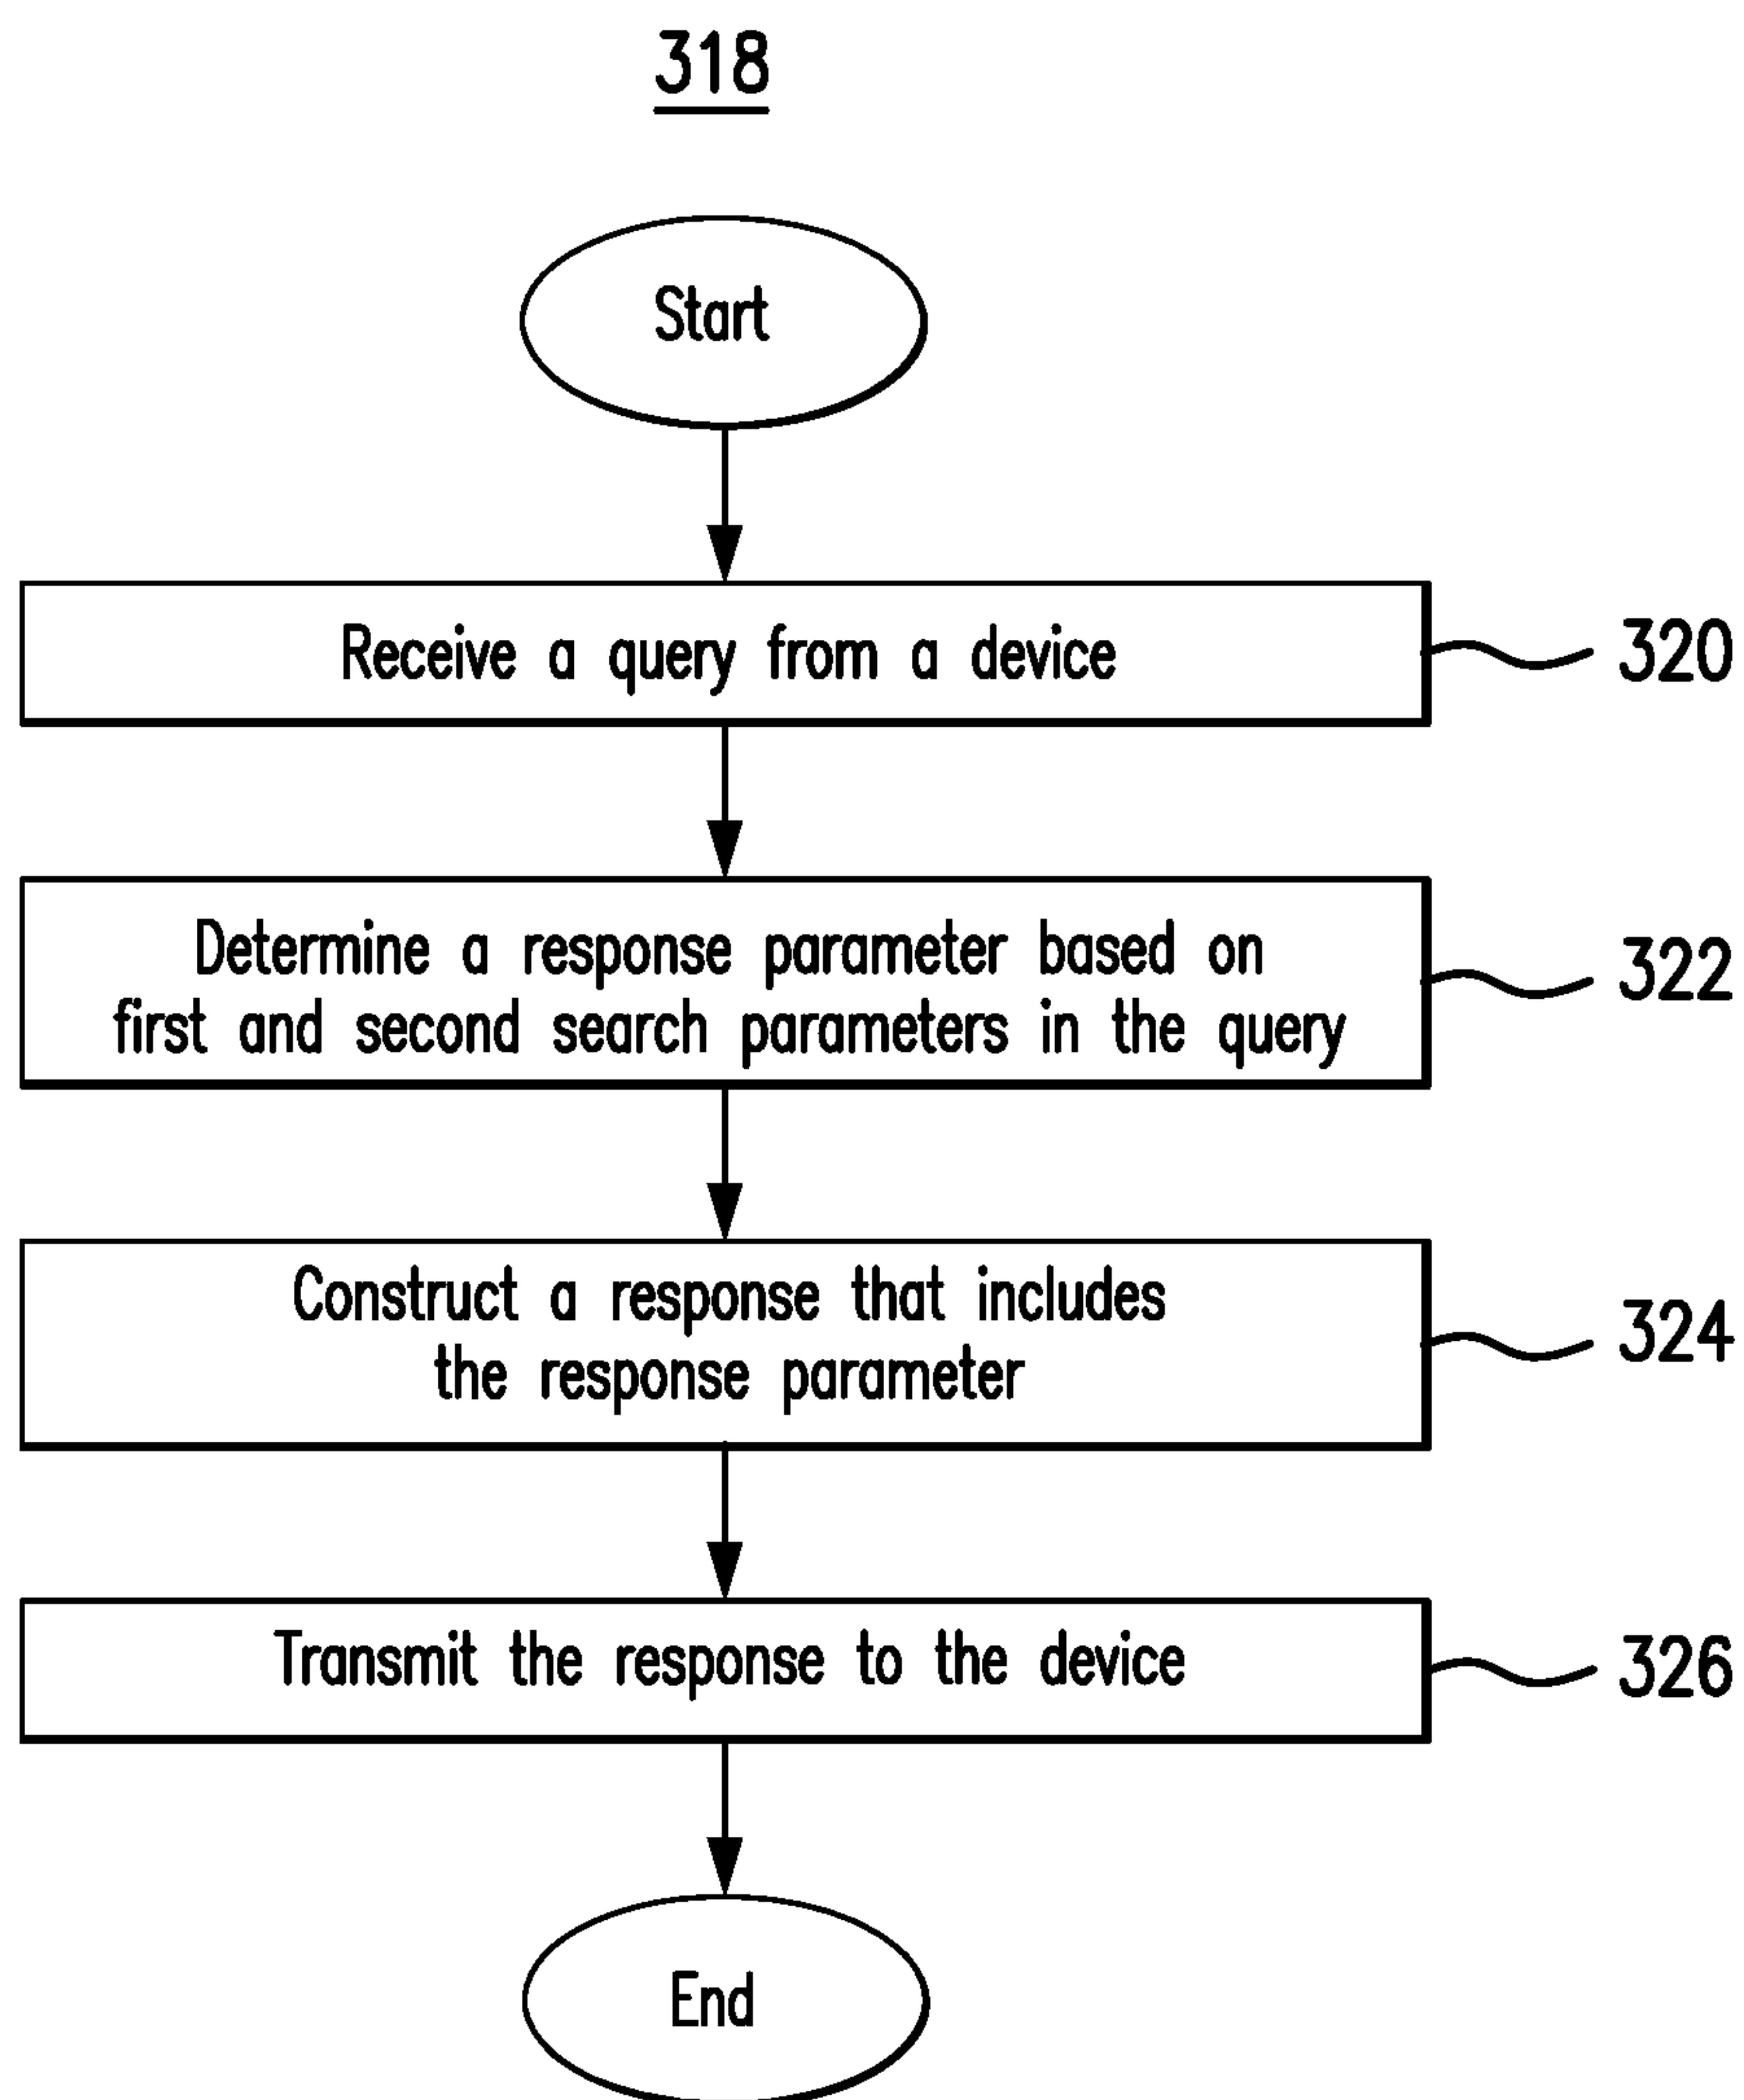 318
Start
Receive a query from a device
320
Determine a response parameter based on
first and second search parameters in the query
322
Construct a response that includes
the response parameter
324
Transmit the response to the device
326
End